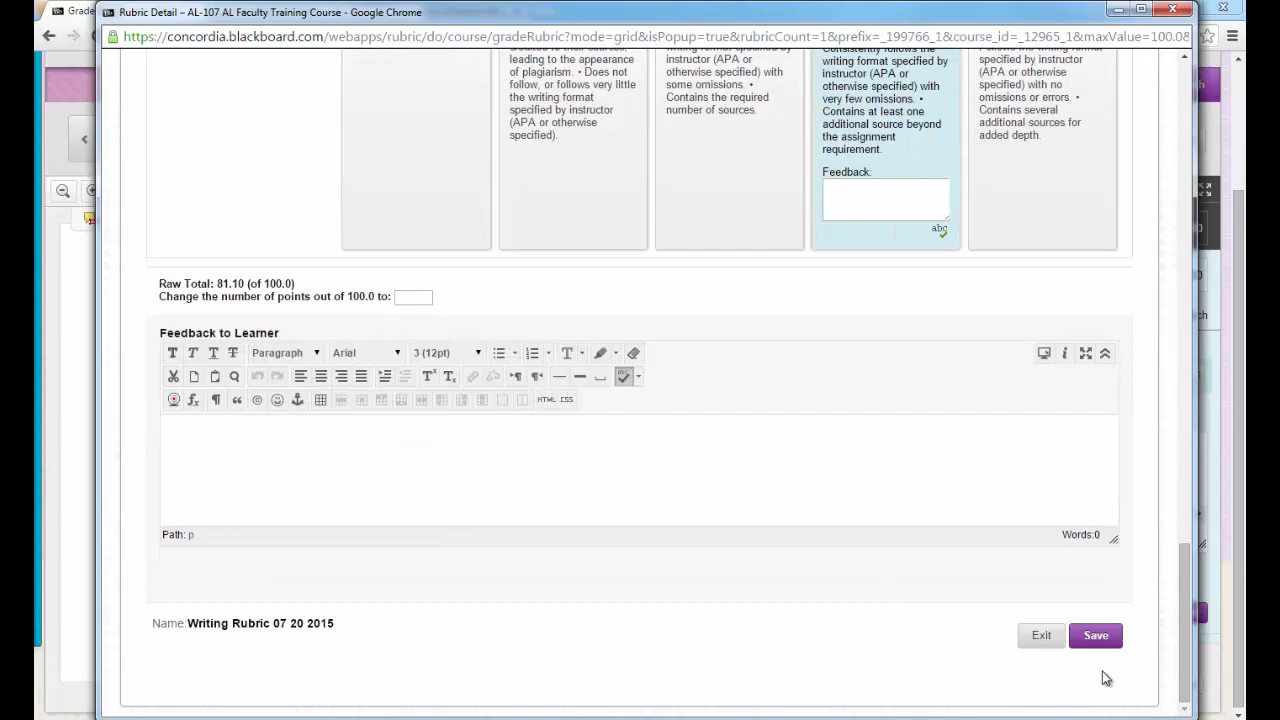 Rubric Detail – AL-107 AL Faculty Training Course - Google Chrome
Grade
https://concordia.blackboard.com/webapps/rubric/do/course/gradeRubric?mode=grid&isPopup=true&rubricCount=1&prefix=_199766_1&course_id=_12965_1&maxValue=100.08
leading to the appearance
of plagiarism. • Does not
follow, or follows very little
the writing format
specified by instructor
(APA or otherwise
specified).
instructor (APA or
otherwise specified) with
some omissions. •
Contains the required
number of sources.
Consistently follows the
writing format specified by
instructor (APA or
otherwise specified) with
very few omissions. •
Contains at least one
additional source beyond
the assignment
requirement.
Feedback:
abc
format specified by instructor
(APA or otherwise
specified) with no
omissions or errors. •
Contains several
additional sources for
added depth.
Raw Total: 81.10 (of 100.0)
Change the number of points out of 100.0 to:
Feedback to Learner
Paragraph Arial 3 (12pt)
HTML CSS
Path: p Words:0
Name:Writing Rubric 07 20 2015
Exit Save